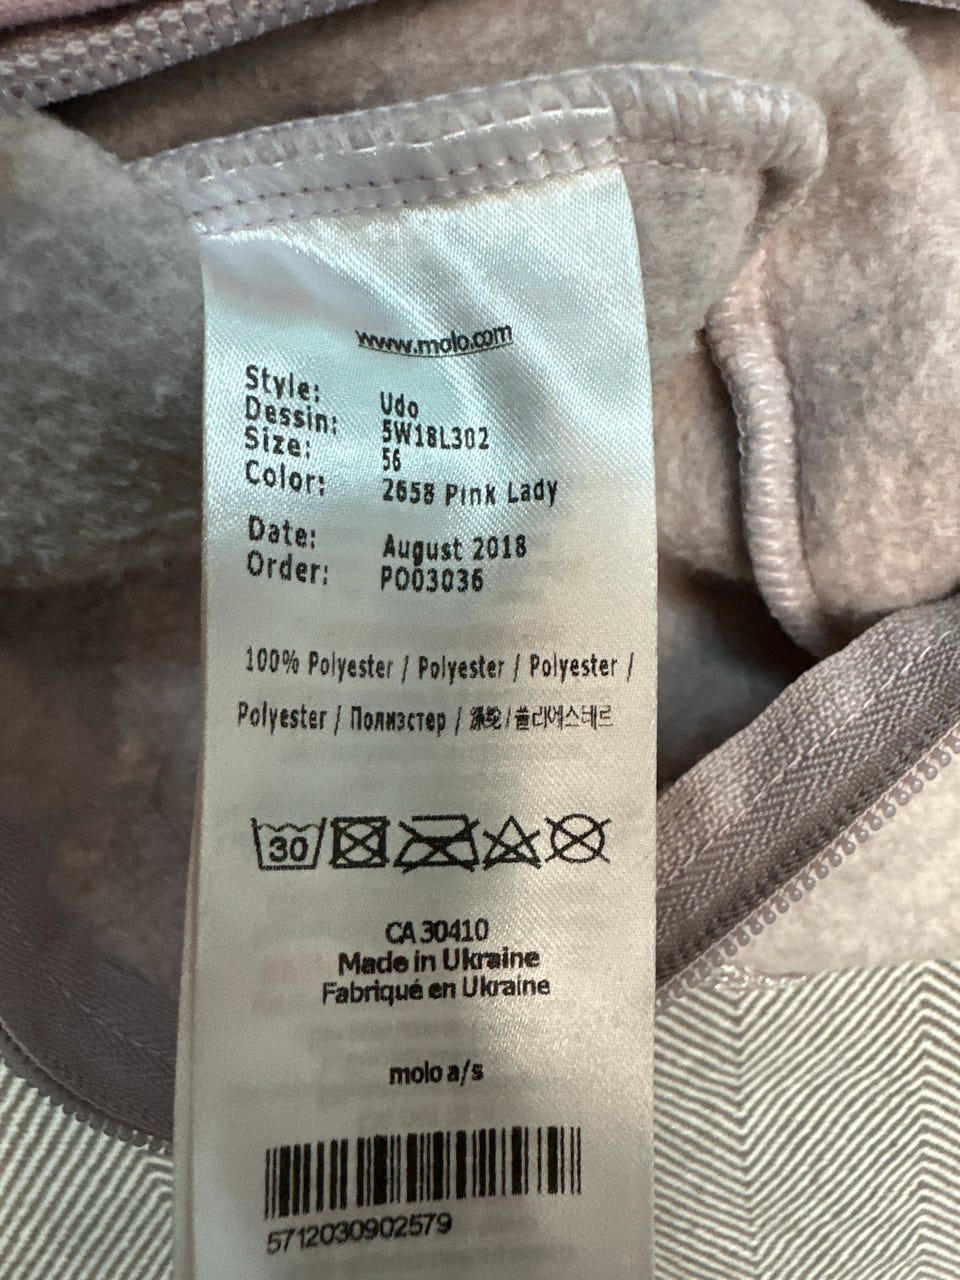 www.molo.com
Style: Udo
Dessin: 5W18L302
Size: 56
Color: 2658 Pink Lady
Date: August 2018
Order: PO03036
100% Polyester / Polyester / Polyester /
Polyester / Полиэстер / 涤纶/폴리에스테르
30
CA 30410
Made in Ukraine
Fabriqué en Ukraine
molo a/s
5712030902579